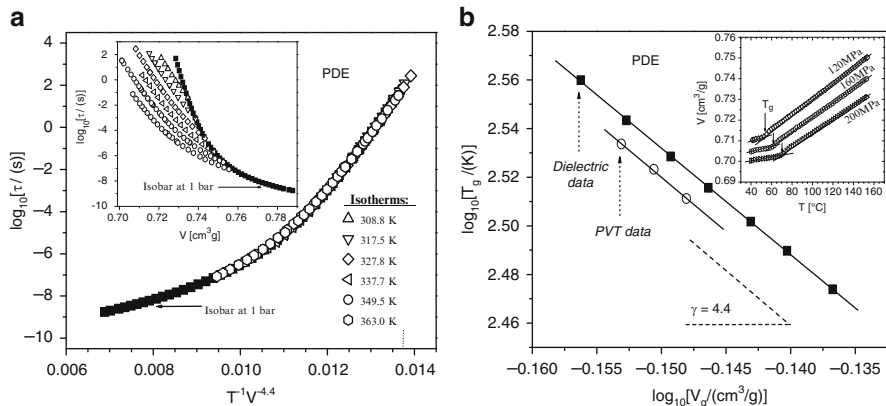 a
log10[τ/ (s)]
4
2
0
−2
−4
−6
−8
−10
0.006
0.008
0.010
0.012
0.014
T−1V−4.4
PDE
log10[τ/ (s)]
4
2
0
-2
-4
-6
-8
-10
0.70
0.72
0.74
0.76
0.78
V [cm3g]
Isobar at 1 bar
Isotherms:
308.8 K
317.5 K
327.8 K
337.7 K
349.5 K
363.0 K
Isobar at 1 bar
b
log10[Tg/(K)]
2.58
2.56
2.54
2.52
2.50
2.48
2.46
−0.160
−0.155
−0.150
−0.145
−0.140
−0.135
log10[Vg/(cm3/g)]
PDE
Dielectric
data
PVT data
γ = 4.4
V [cm3/g]
0.76
0.75
0.74
0.73
0.72
0.71
0.70
0.69
Tg
120MPa
160MPa
200MPa
40
60
80
100
120
140
160
T [°C]